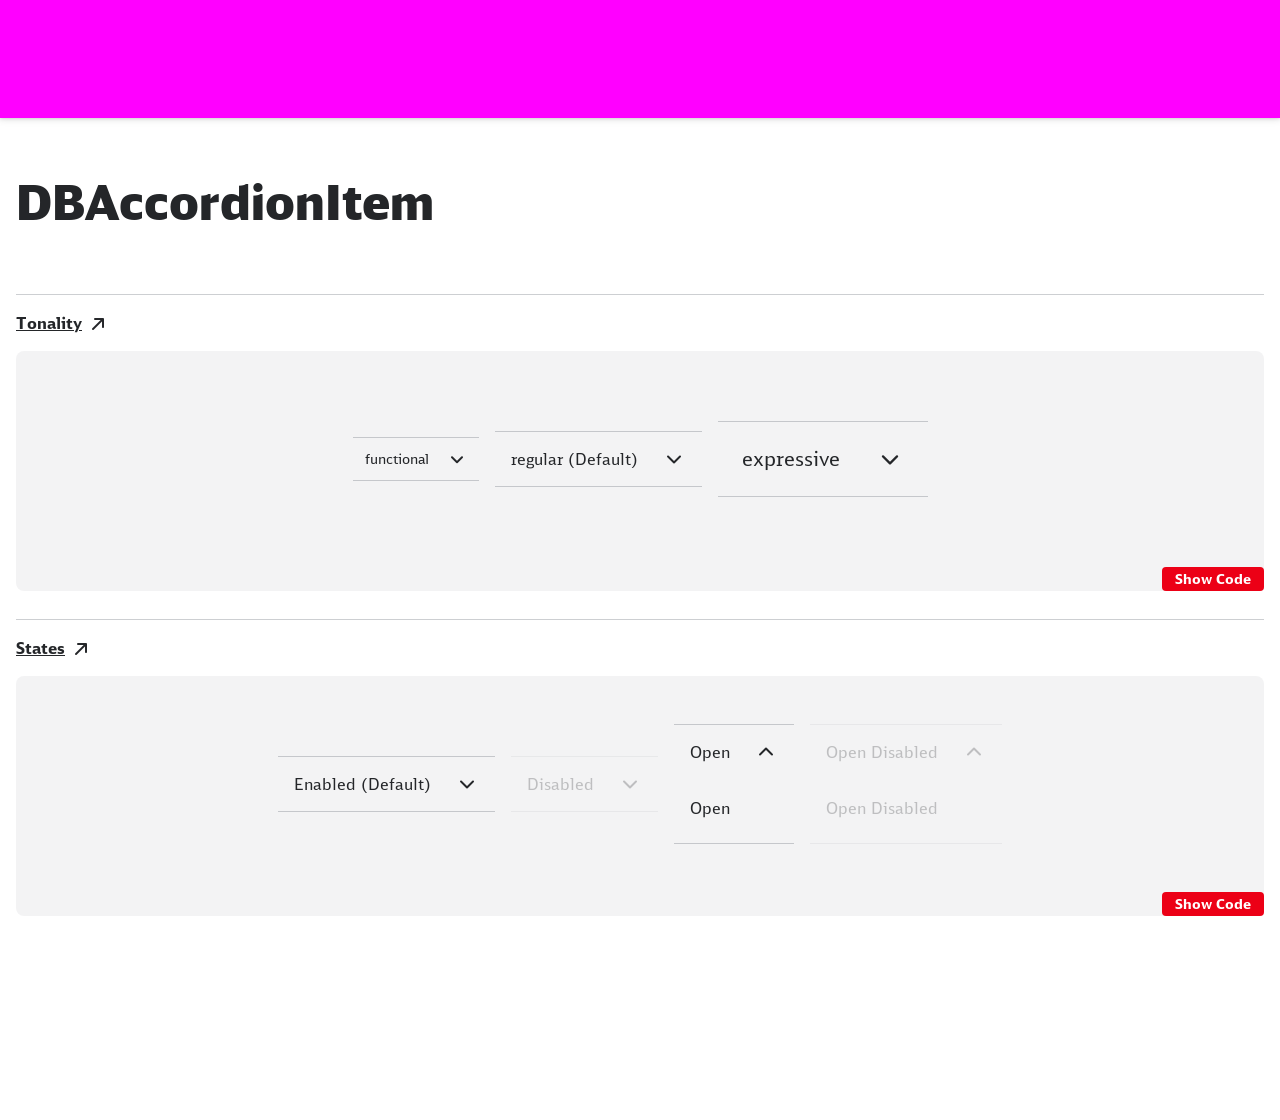 DBAccordionItem
Tonality
functional
regular (Default)
expressive
Show Code
States
Enabled (Default)
Disabled
Open
Open Disabled
Open
Open Disabled
Show Code